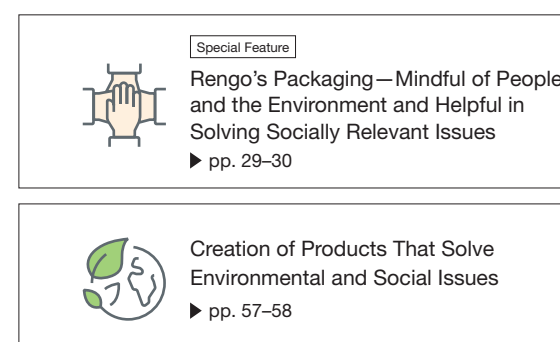 Special Feature
Rengo's Packaging—Mindful of People
and the Environment and Helpful in
Solving Socially Relevant Issues
▶ pp. 29–30
Creation of Products That Solve
Environmental and Social Issues
▶ pp. 57–58